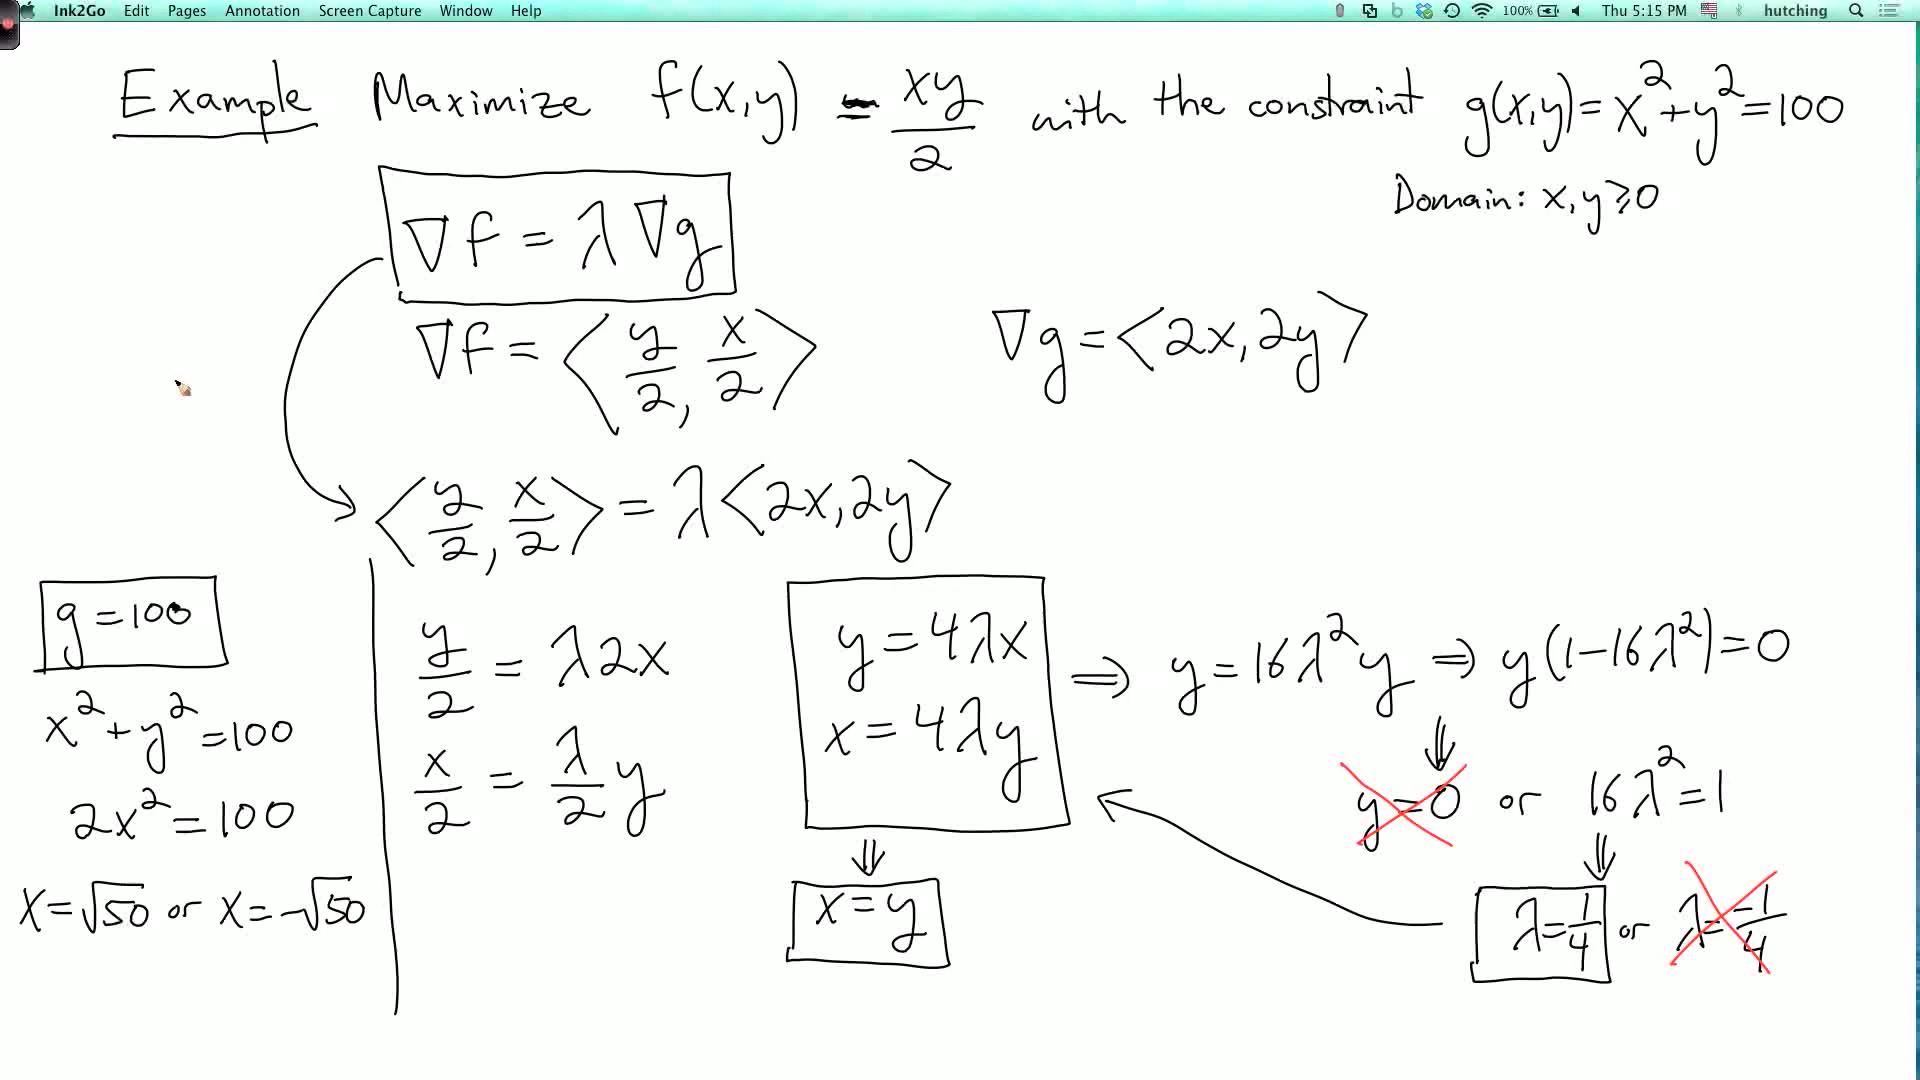 Ink2Go Edit Pages Annotation Screen Capture Window Help 100% Thu 5:15 PM hutching
Example Maximize f(x,y) = xy/2 with the constraint g(x,y) = x² + y² = 100
Domain: x, y ≥ 0
∇f = λ∇g
∇f = <y/2, x/2> ∇g = <2x, 2y>
<y/2, x/2> = λ<2x, 2y>
g = 100
x² + y² = 100
2x² = 100
x = √50 or x = -√50
y/2 = λ2x
x/2 = λ/2 y
y = 4λx
x = 4λy
⇒ y = 16λ²y ⇒ y(1-16λ²) = 0
⇓
y = 0 or 16λ² = 1
⇓
λ = 1/4 or λ = -1/4
⇓
x = y